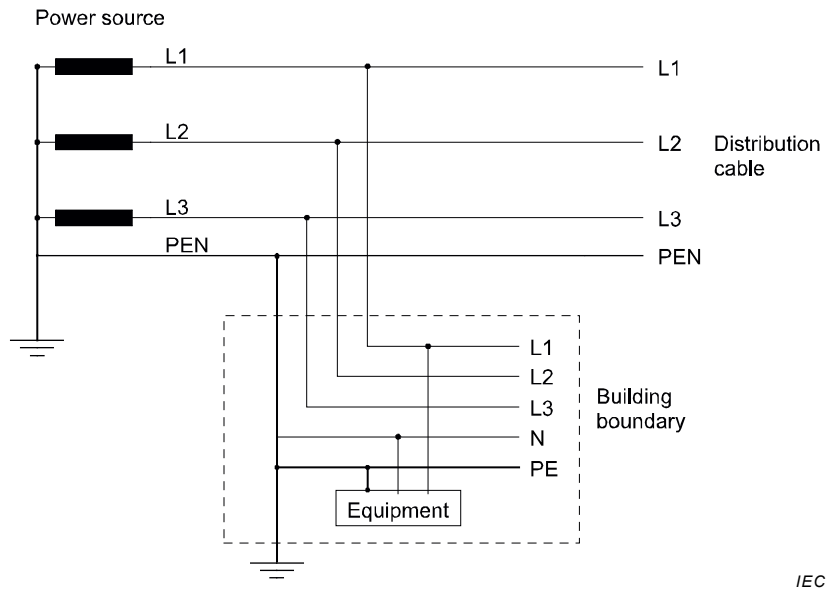 Power source
L1
L1
L2
L2
Distribution
cable
L3
L3
PEN
PEN
L1
L2
L3
N
PE
Building
boundary
Equipment
IEC